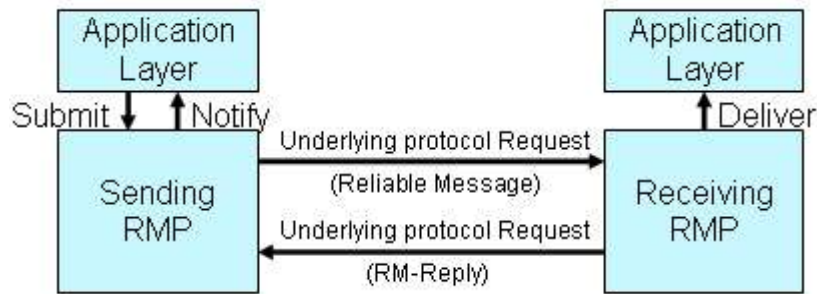 Application
Layer
Application
Layer
Submit
Notify
Deliver
Underlying protocol Request
(Reliable Message)
Sending
RMP
Receiving
RMP
Underlying protocol Request
(RM-Reply)